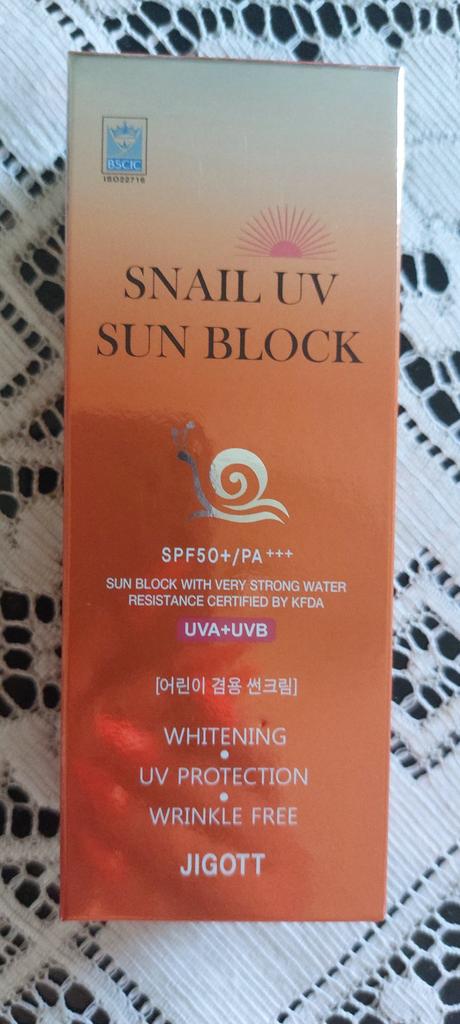 BSCIC
ISO22716
SNAIL UV
SUN BLOCK
SPF50+/PA+++
SUN BLOCK WITH VERY STRONG WATER
RESISTANCE CERTIFIED BY KFDA
UVA+UVB
[어린이 겸용 썬크림]
WHITENING
•
UV PROTECTION
•
WRINKLE FREE
JIGOTT